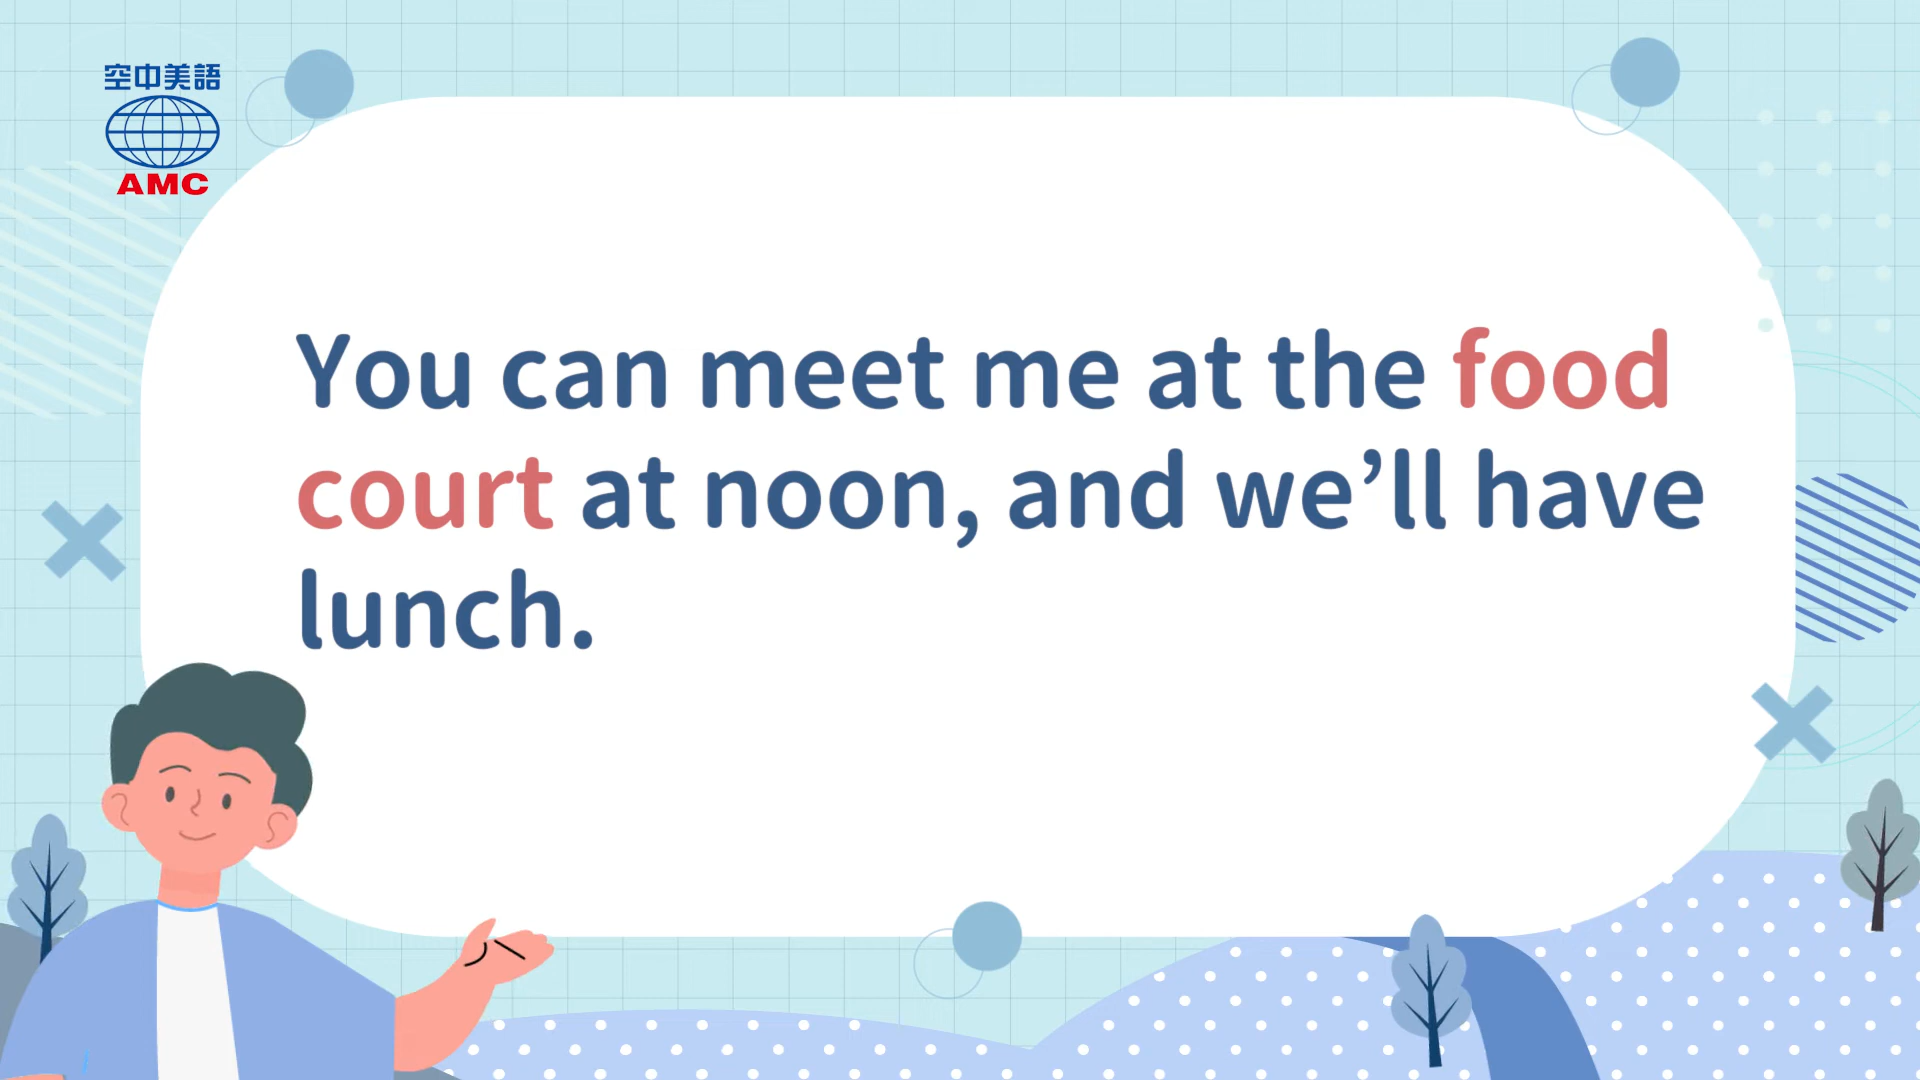 空中美語
AMC
You can meet me at the food
court at noon, and we’ll have
lunch.